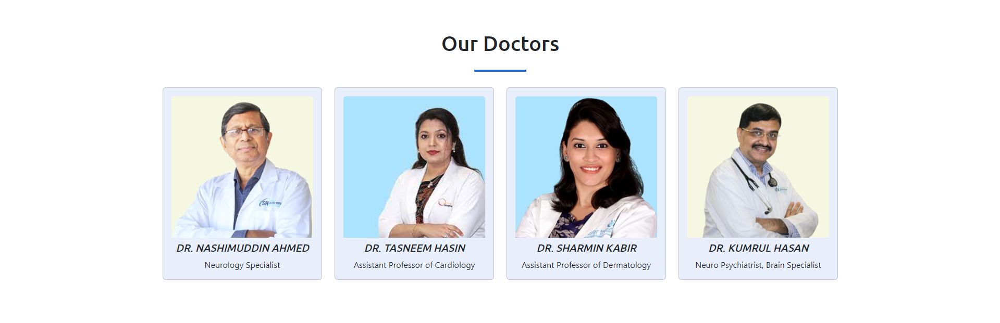 Our Doctors
DR. NASHIMUDDIN AHMED
Neurology Specialist
DR. TASNEEM HASIN
Assistant Professor of Cardiology
DR. SHARMIN KABIR
Assistant Professor of Dermatology
DR. KUMRUL HASAN
Neuro Psychiatrist, Brain Specialist